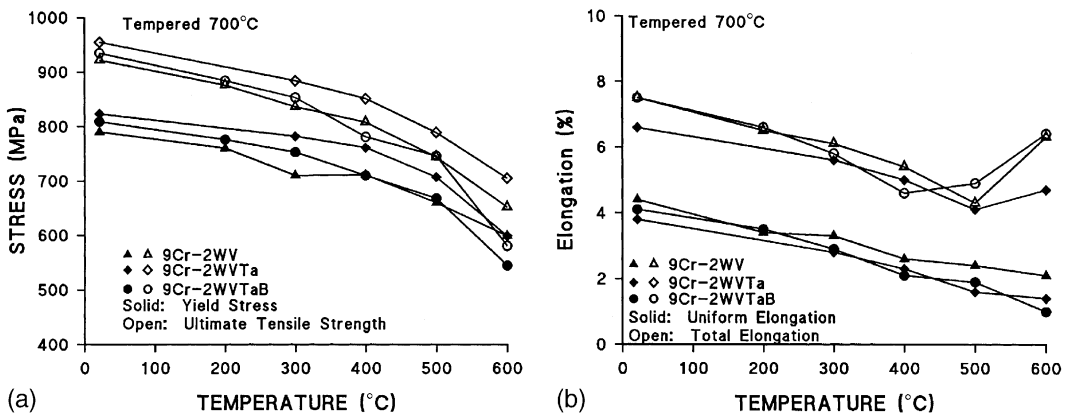 Tempered 700°C
1000
900
800
700
600
500
400
STRESS (MPa)
▲ △ 9Cr-2WV
◆ ◇ 9Cr-2WVTa
● ○ 9Cr-2WVTaB
Solid: Yield Stress
Open: Ultimate Tensile Strength
0 100 200 300 400 500 600
TEMPERATURE (°C)
(a)
Tempered 700°C
10
8
6
4
2
0
Elongation (%)
▲ △ 9Cr-2WV
◆ ◇ 9Cr-2WVTa
● ○ 9Cr-2WVTaB
Solid: Uniform Elongation
Open: Total Elongation
0 100 200 300 400 500 600
TEMPERATURE (°C)
(b)